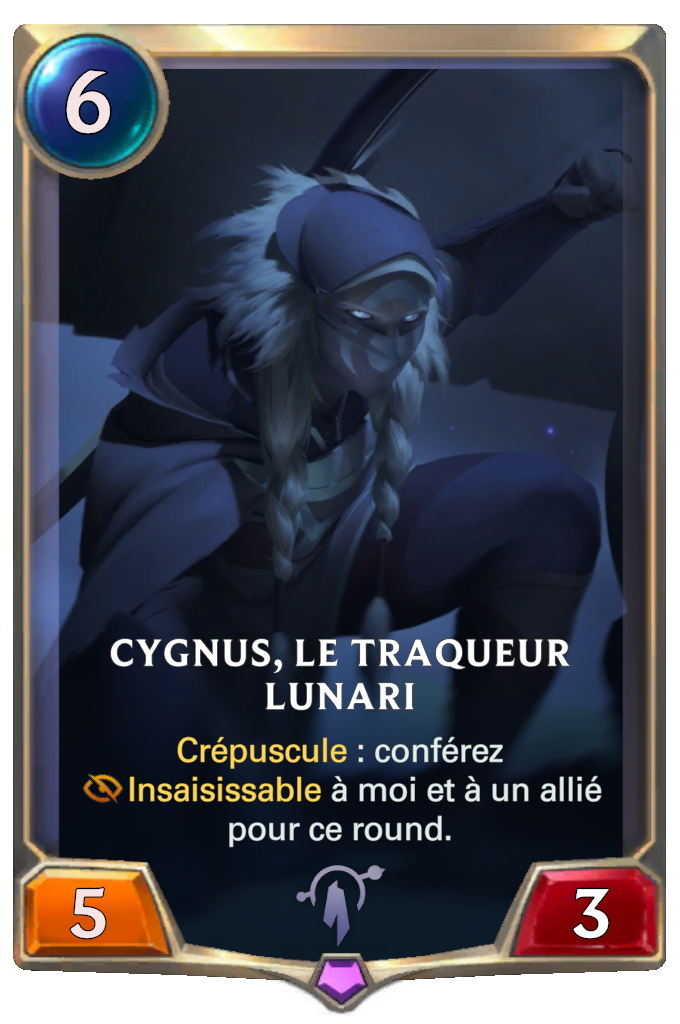 6
CYGNUS, LE TRAQUEUR
LUNARI
Crépuscule : conférez
Insaisissable à moi et à un allié
pour ce round.
5
3